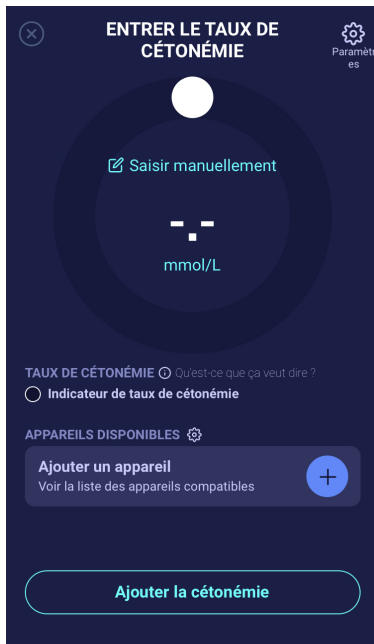 ENTRER LE TAUX DE
CÉTONÉMIE
Paramètr
es
Saisir manuellement
-.-
mmol/L
TAUX DE CÉTONÉMIE Qu'est-ce que ça veut dire ?
Indicateur de taux de cétonémie
APPAREILS DISPONIBLES
Ajouter un appareil
Voir la liste des appareils compatibles
Ajouter la cétonémie